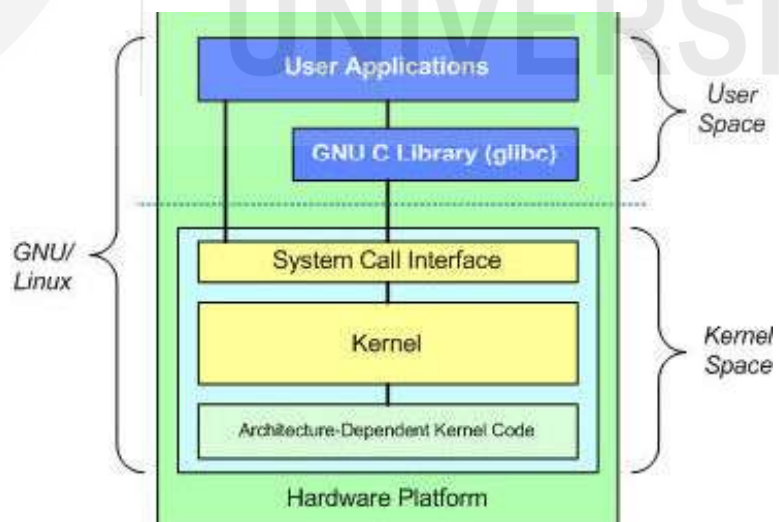 UNIVERSI
User Applications
GNU C Library (glibc)
User
Space
GNU/
Linux
System Call Interface
Kernel
Architecture-Dependent Kernel Code
Kernel
Space
Hardware Platform